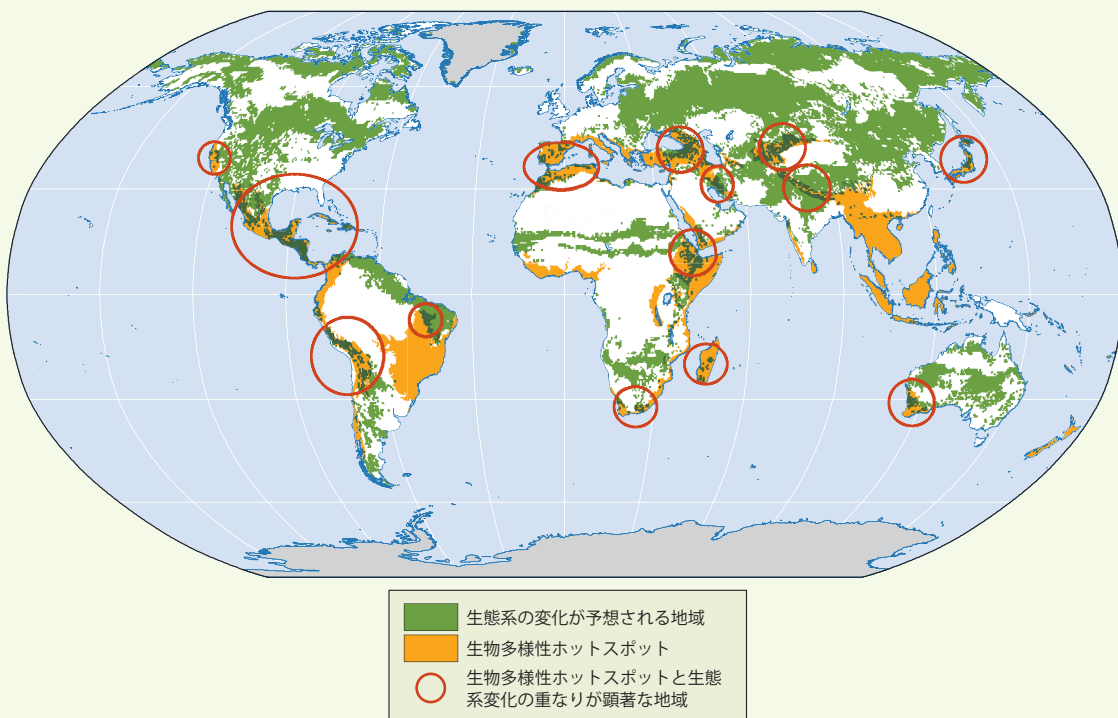 生態系の変化が予想される地域
生物多様性ホットスポット
生物多様性ホットスポットと生態
系変化の重なりが顕著な地域